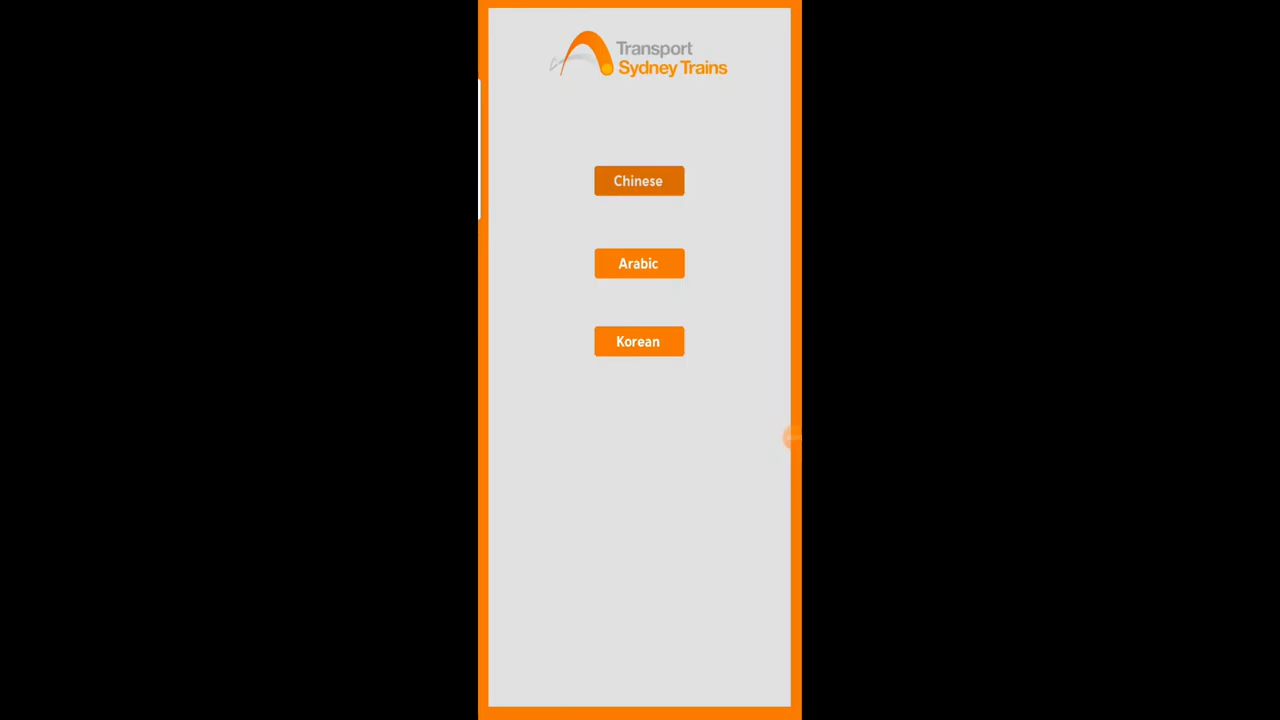 Transport
Sydney Trains
Chinese
Arabic
Korean